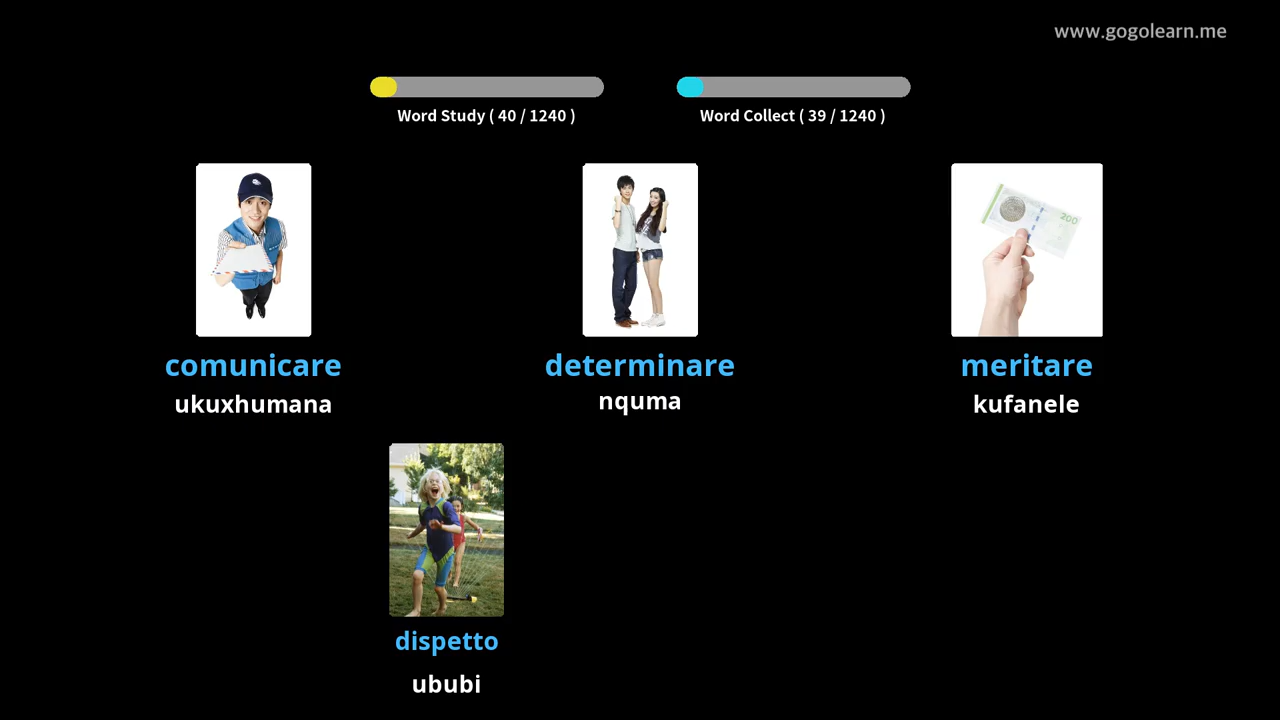 www.gogolearn.me
Word Study ( 40 / 1240 )
Word Collect ( 39 / 1240 )
200
comunicare
ukuxhumana
determinare
nquma
meritare
kufanele
dispetto
ububi